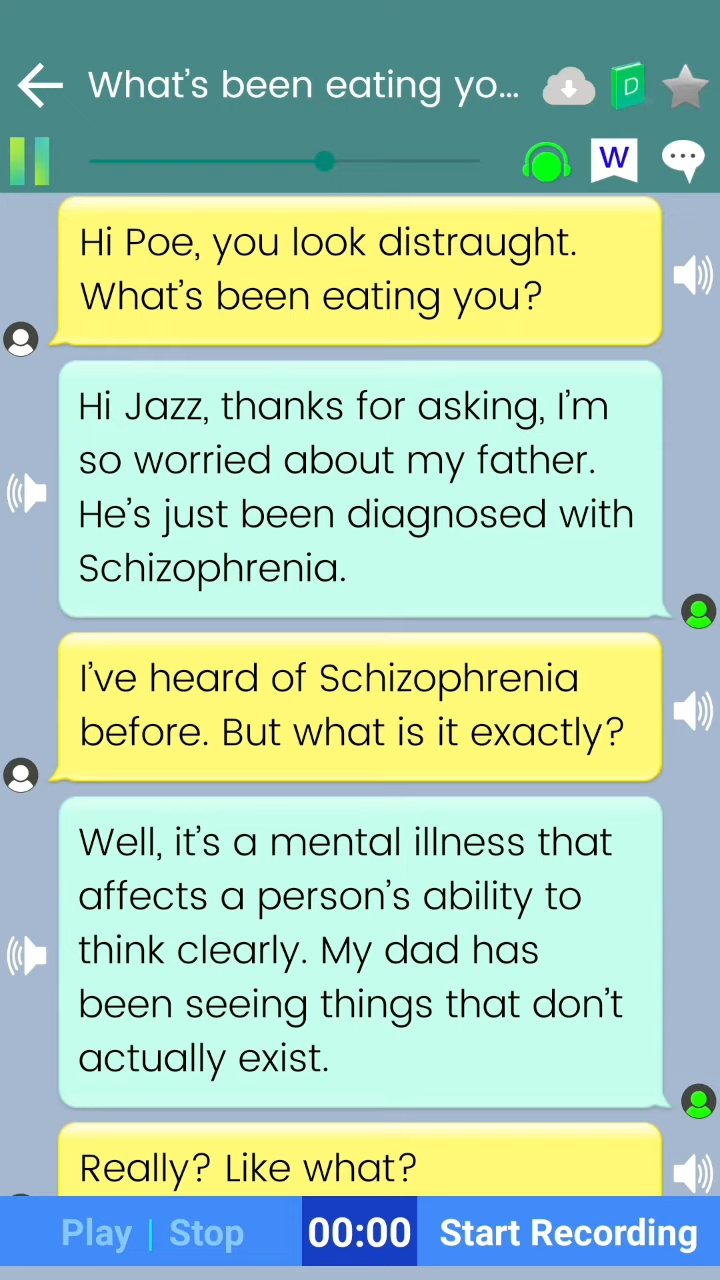 What's been eating yo...
D
W
Hi Poe, you look distraught.
What's been eating you?
Hi Jazz, thanks for asking, I'm
so worried about my father.
He's just been diagnosed with
Schizophrenia.
I've heard of Schizophrenia
before. But what is it exactly?
Well, it's a mental illness that
affects a person's ability to
think clearly. My dad has
been seeing things that don't
actually exist.
Really? Like what?
Play | Stop 00:00 Start Recording